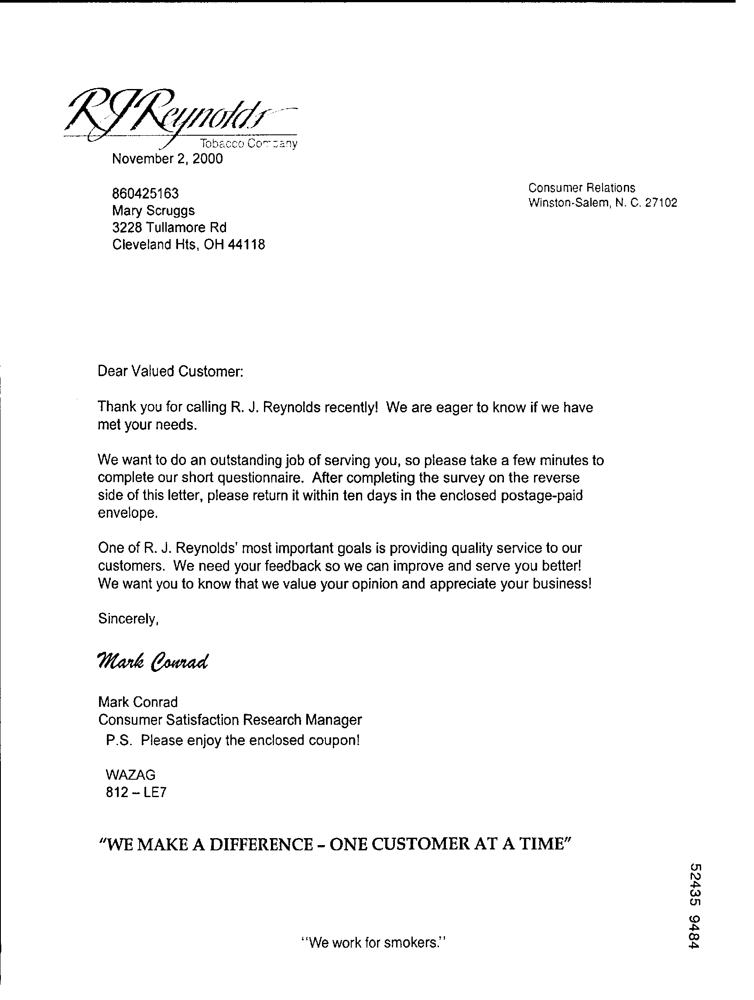 RJReynolds
Tobacco Company
November 2, 2000
860425163
Mary Scruggs
3228 Tullamore Rd
Cleveland Hts, OH 44118
Consumer Relations
Winston-Salem, N. C. 27102
Dear Valued Customer:
Thank you for calling R. J. Reynolds recently!  We are eager to know if we have
met your needs.
We want to do an outstanding job of serving you, so please take a few minutes to
complete our short questionnaire.  After completing the survey on the reverse
side of this letter, please return it within ten days in the enclosed postage-paid
envelope.
One of R. J. Reynolds' most important goals is providing quality service to our
customers.  We need your feedback so we can improve and serve you better!
We want you to know that we value your opinion and appreciate your business!
Sincerely,
Mark Conrad
Mark Conrad
Consumer Satisfaction Research Manager
P.S.  Please enjoy the enclosed coupon!
WAZAG
812 – LE7
"WE MAKE A DIFFERENCE – ONE CUSTOMER AT A TIME"
52435 9484
"We work for smokers."